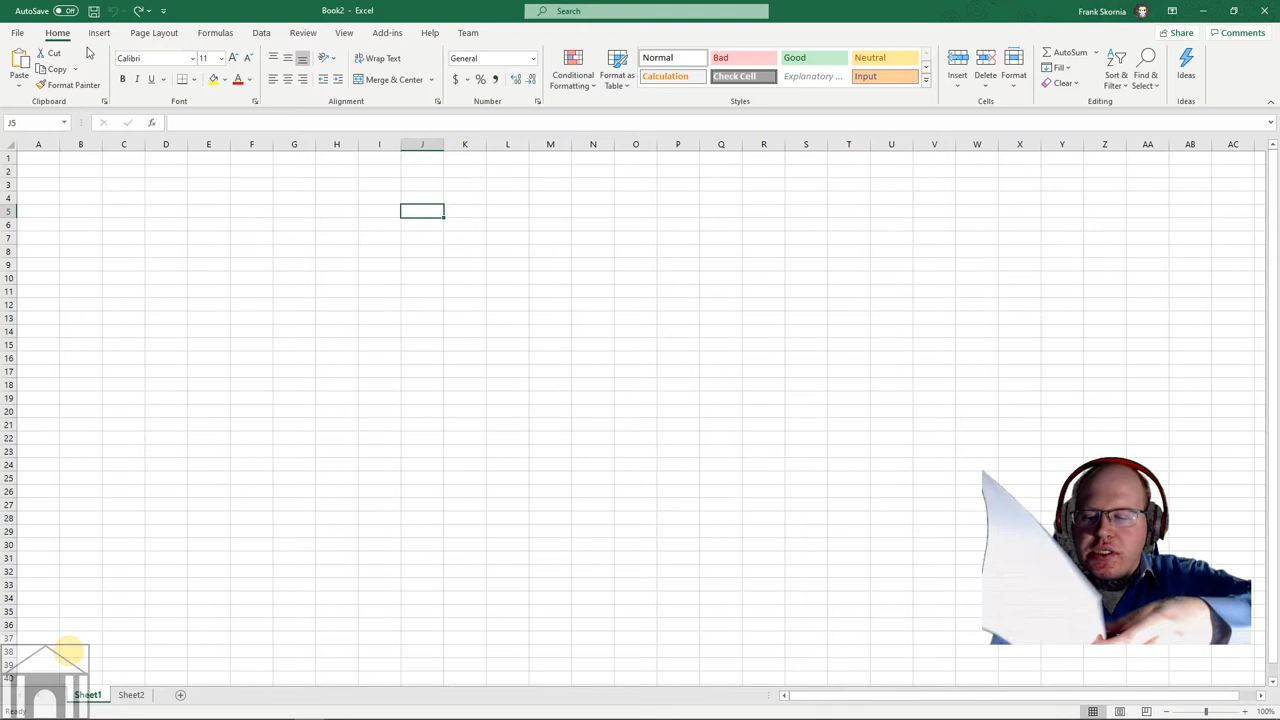 AutoSave Off Book2 - Excel Search Frank Skornia
File Home Insert Page Layout Formulas Data Review View Add-ins Help Team Share Comments
Paste Cut Copy Format Painter Clipboard
Calibri 11 B I U A Font
ab Wrap Text Merge & Center Alignment
General $ % , Number
Conditional Formatting Format as Table
Normal Bad Good Neutral
Calculation Check Cell Explanatory ... Input
Styles
Insert Delete Format Cells
AutoSum Fill Clear Sort & Filter Find & Select Editing
Ideas Ideas
J5 fx
A B C D E F G H I J K L M N O P Q R S T U V W X Y Z AA AB AC
1
2
3
4
5
6
7
8
9
10
11
12
13
14
15
16
17
18
19
20
21
22
23
24
25
26
27
28
29
30
31
32
33
34
35
36
37
38
39
40
Sheet1 Sheet2
Ready 100%